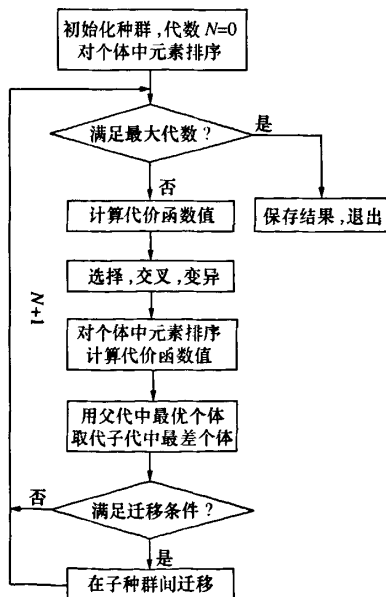 初始化种群,代数 N=0
对个体中元素排序
满足最大代数?
是
否
计算代价函数值
保存结果,退出
选择,交叉,变异
N+1
对个体中元素排序
计算代价函数值
用父代中最优个体
取代子代中最差个体
否
满足迁移条件?
是
在子种群间迁移